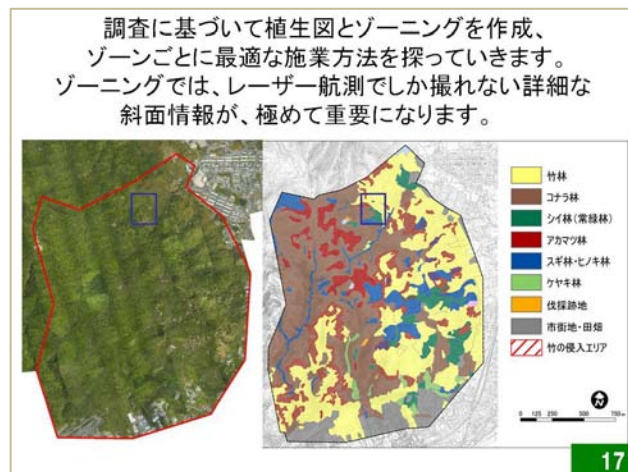 調査に基づいて植生図とゾーニングを作成、
ゾーンごとに最適な施業方法を探っていきます。
ゾーニングでは、レーザー航測でしか撮れない詳細な
斜面情報が、極めて重要になります。
竹林
コナラ林
シイ林(常緑林)
アカマツ林
スギ林・ヒノキ林
ケヤキ林
伐採跡地
市街地・田畑
竹の侵入エリア
N
0 125 250 500 750 m
17